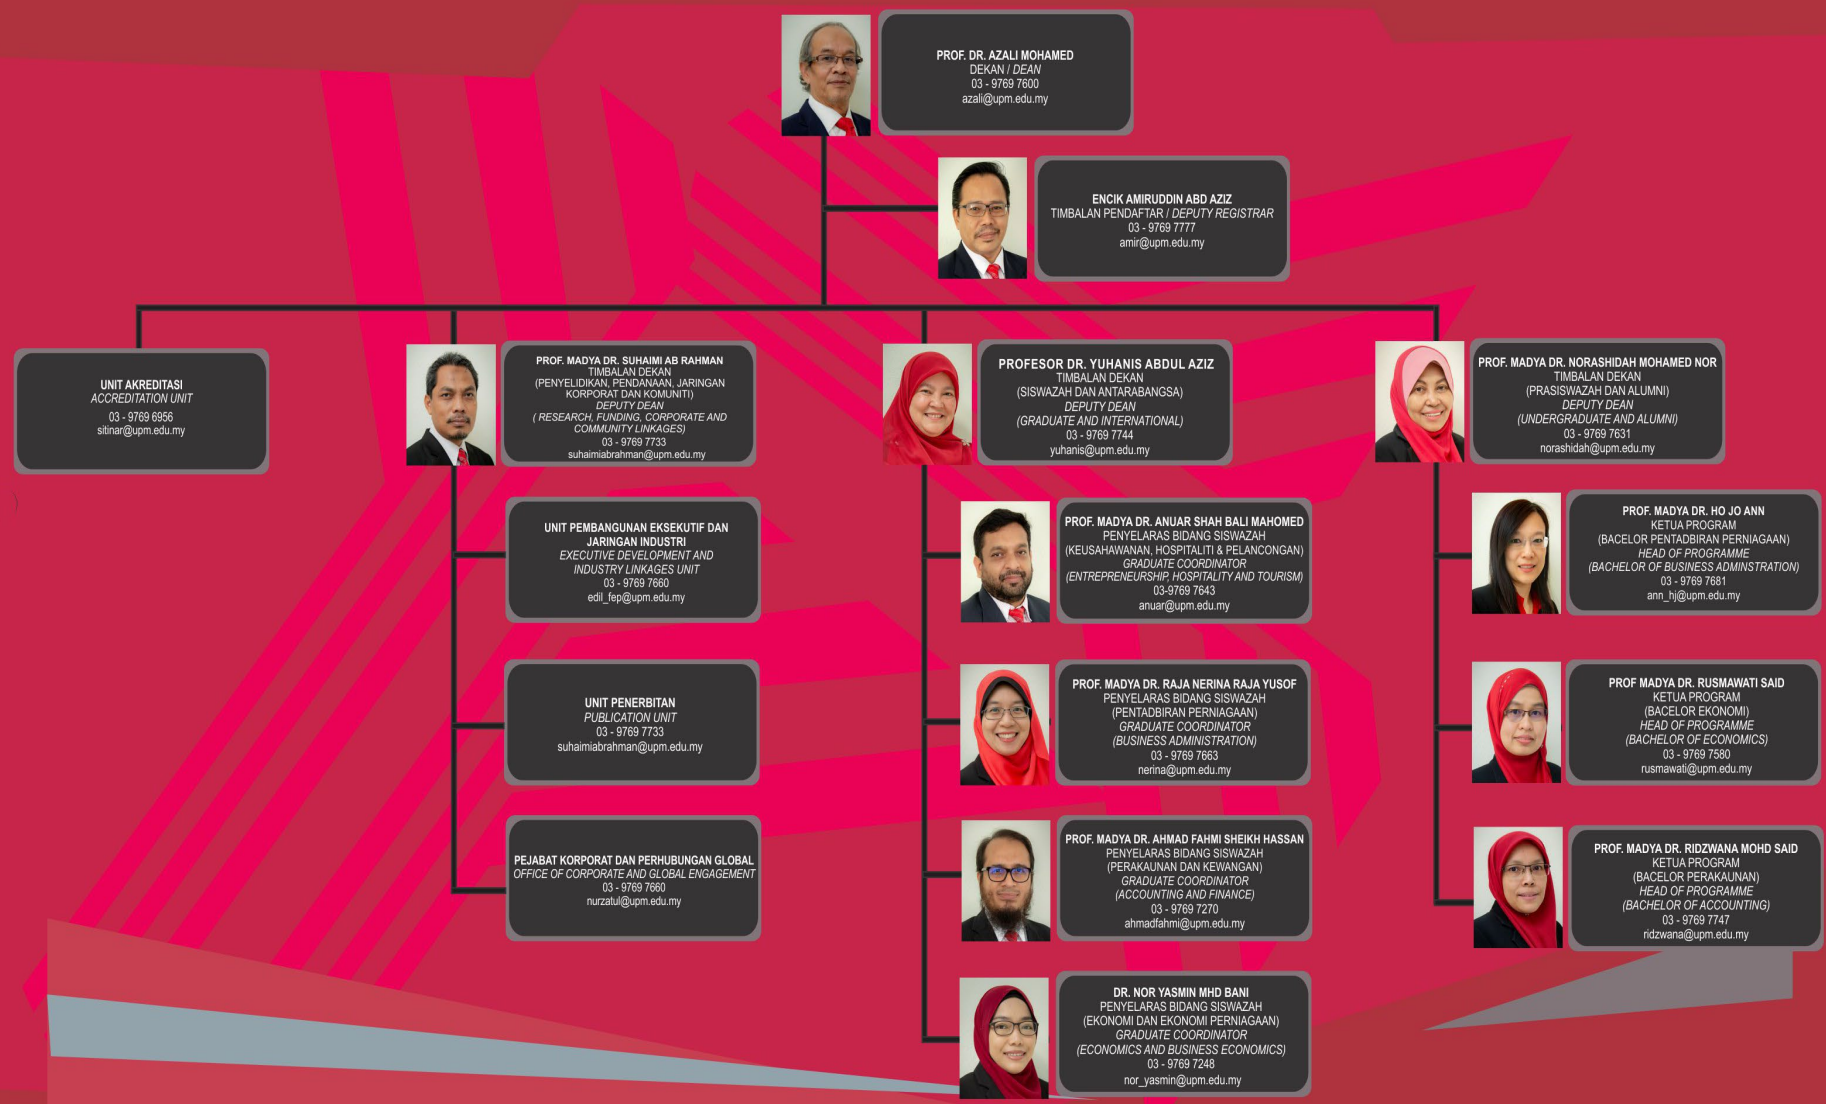 PROF. DR. AZALI MOHAMED
DEKAN / DEAN
03 - 9769 7600
azali@upm.edu.my
ENCIK AMIRUDDIN ABD AZIZ
TIMBALAN PENDAFTAR / DEPUTY REGISTRAR
03 - 9769 7777
amir@upm.edu.my
UNIT AKREDITASI
ACCREDITATION UNIT
03 - 9769 6956
sitinar@upm.edu.my
PROF. MADYA DR. SUHAIMI AB RAHMAN
TIMBALAN DEKAN
(PENYELIDIKAN, PENDANAAN, JARINGAN
KORPORAT DAN KOMUNITI)
DEPUTY DEAN
( RESEARCH, FUNDING, CORPORATE AND
COMMUNITY LINKAGES)
03 - 9769 7733
suhaimiabrahman@upm.edu.my
UNIT PEMBANGUNAN EKSEKUTIF DAN
JARINGAN INDUSTRI
EXECUTIVE DEVELOPMENT AND
INDUSTRY LINKAGES UNIT
03 - 9769 7660
edil_fep@upm.edu.my
UNIT PENERBITAN
PUBLICATION UNIT
03 - 9769 7733
suhaimiabrahman@upm.edu.my
PEJABAT KORPORAT DAN PERHUBUNGAN GLOBAL
OFFICE OF CORPORATE AND GLOBAL ENGAGEMENT
03 - 9769 7660
nurzatul@upm.edu.my
PROFESOR DR. YUHANIS ABDUL AZIZ
TIMBALAN DEKAN
(SISWAZAH DAN ANTARABANGSA)
DEPUTY DEAN
(GRADUATE AND INTERNATIONAL)
03 - 9769 7744
yuhanis@upm.edu.my
PROF. MADYA DR. ANUAR SHAH BALI MAHOMED
PENYELARAS BIDANG SISWAZAH
(KEUSAHAWANAN, HOSPITALITI & PELANCONGAN)
GRADUATE COORDINATOR
(ENTREPRENEURSHIP, HOSPITALITY AND TOURISM)
03-9769 7643
anuar@upm.edu.my
PROF. MADYA DR. RAJA NERINA RAJA YUSOF
PENYELARAS BIDANG SISWAZAH
(PENTADBIRAN PERNIAGAAN)
GRADUATE COORDINATOR
(BUSINESS ADMINISTRATION)
03 - 9769 7663
nerina@upm.edu.my
PROF. MADYA DR. AHMAD FAHMI SHEIKH HASSAN
PENYELARAS BIDANG SISWAZAH
(PERAKAUNAN DAN KEWANGAN)
GRADUATE COORDINATOR
(ACCOUNTING AND FINANCE)
03 - 9769 7270
ahmadfahmi@upm.edu.my
DR. NOR YASMIN MHD BANI
PENYELARAS BIDANG SISWAZAH
(EKONOMI DAN EKONOMI PERNIAGAAN)
GRADUATE COORDINATOR
(ECONOMICS AND BUSINESS ECONOMICS)
03 - 9769 7248
nor_yasmin@upm.edu.my
PROF. MADYA DR. NORASHIDAH MOHAMED NOR
TIMBALAN DEKAN
(PRASISWAZAH DAN ALUMNI)
DEPUTY DEAN
(UNDERGRADUATE AND ALUMNI)
03 - 9769 7631
norashidah@upm.edu.my
PROF. MADYA DR. HO JO ANN
KETUA PROGRAM
(BACELOR PENTADBIRAN PERNIAGAAN)
HEAD OF PROGRAMME
(BACHELOR OF BUSINESS ADMINSTRATION)
03 - 9769 7681
ann_hj@upm.edu.my
PROF MADYA DR. RUSMAWATI SAID
KETUA PROGRAM
(BACELOR EKONOMI)
HEAD OF PROGRAMME
(BACHELOR OF ECONOMICS)
03 - 9769 7580
rusmawati@upm.edu.my
PROF. MADYA DR. RIDZWANA MOHD SAID
KETUA PROGRAM
(BACELOR PERAKAUNAN)
HEAD OF PROGRAMME
(BACHELOR OF ACCOUNTING)
03 - 9769 7747
ridzwana@upm.edu.my